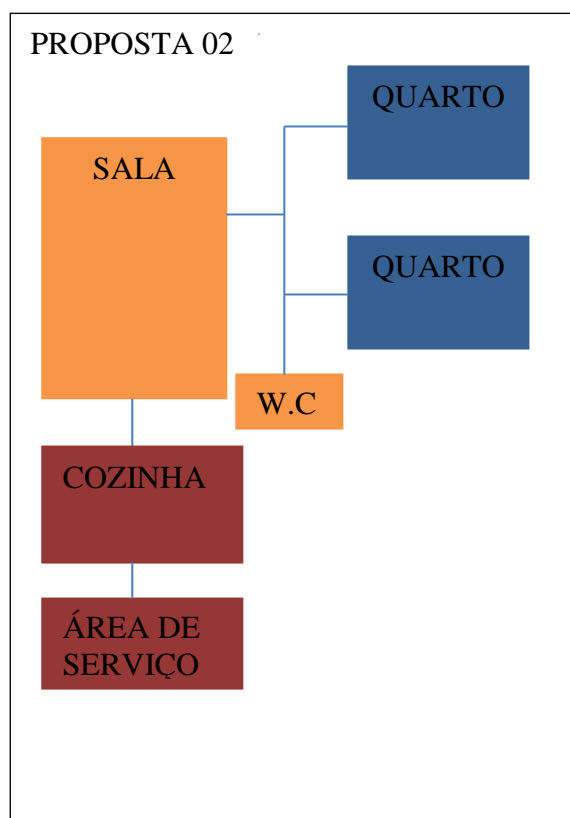 PROPOSTA 02
QUARTO
SALA
QUARTO
W.C
COZINHA
ÁREA DE
SERVIÇO